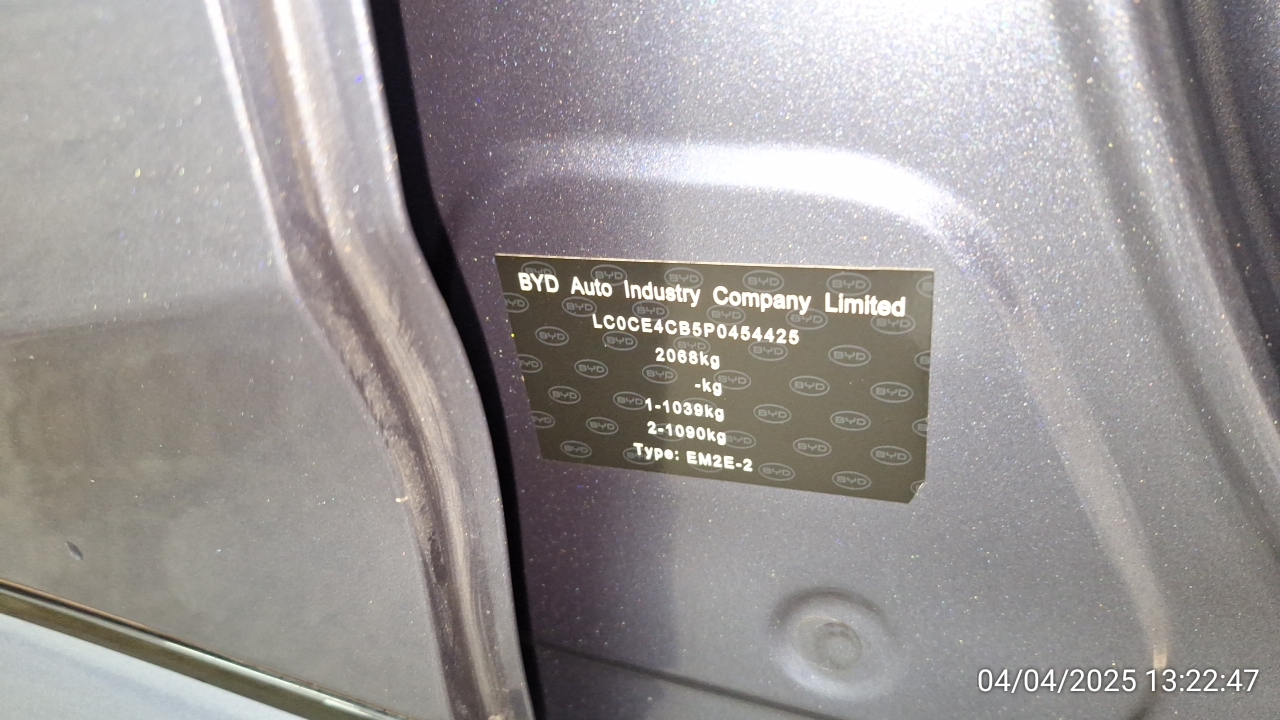 BYD Auto Industry Company Limited
LC0CE4CB5P0454425
2068kg
-kg
1-1039kg
2-1090kg
Type: EM2E-2
04/04/2025 13:22:47